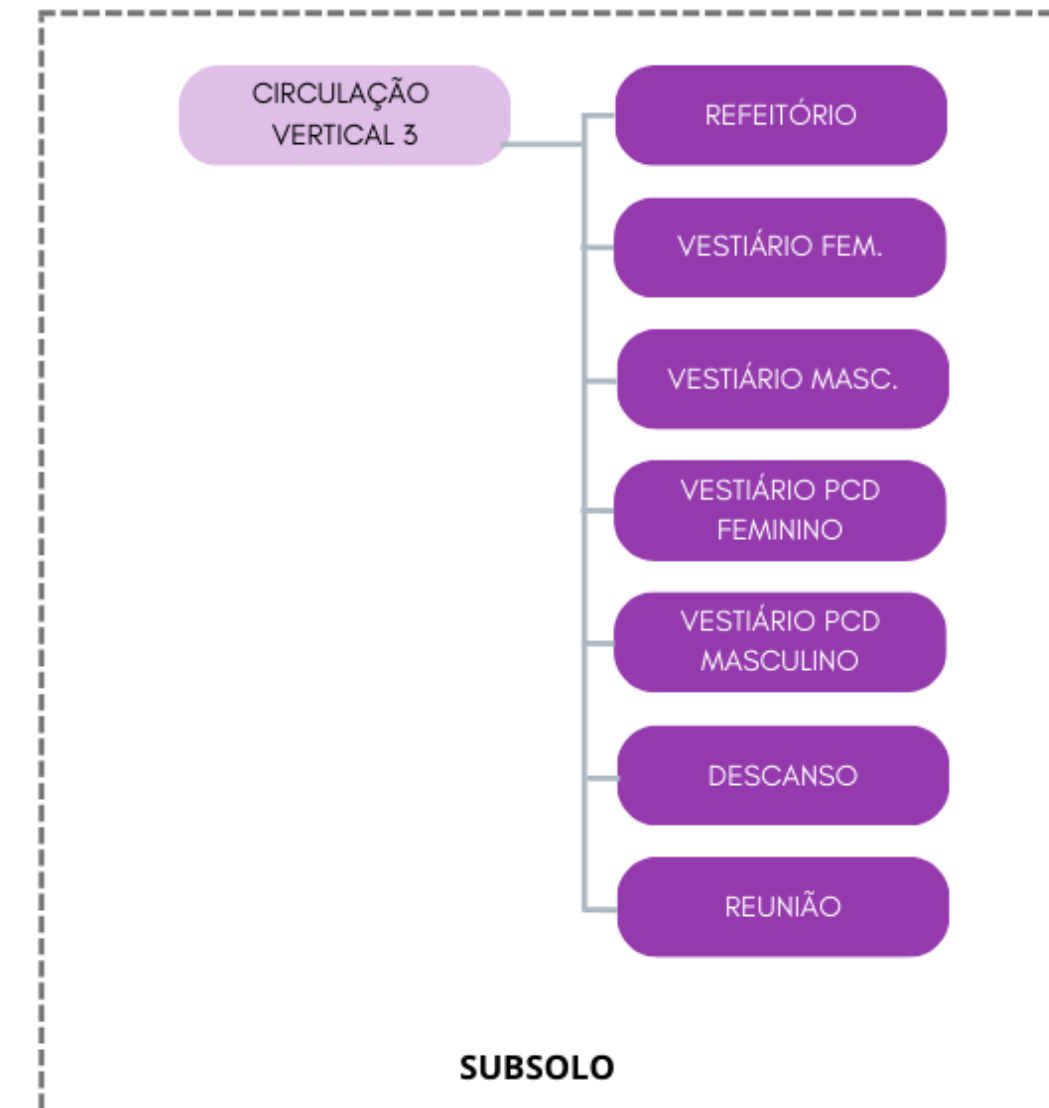 CIRCULAÇÃO
VERTICAL 3
REFEITÓRIO
VESTIÁRIO FEM.
VESTIÁRIO MASC.
VESTIÁRIO PCD
FEMININO
VESTIÁRIO PCD
MASCULINO
DESCANSO
REUNIÃO
SUBSOLO